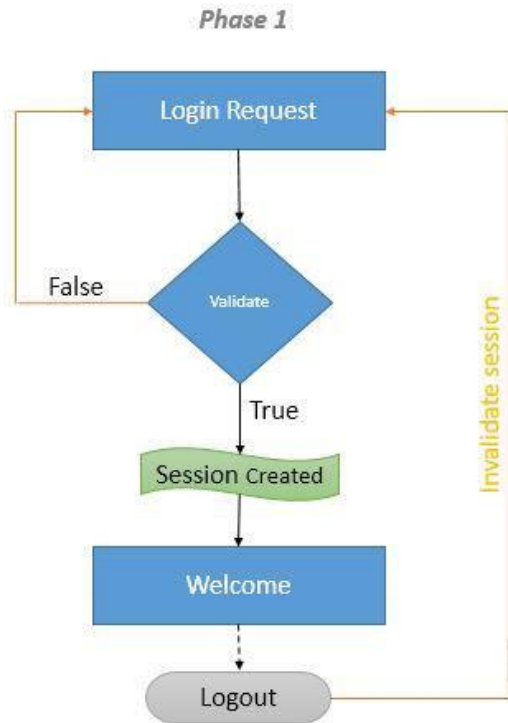 Phase 1
Login Request
False
Validate
True
Session Created
Welcome
Logout
Invalidate session